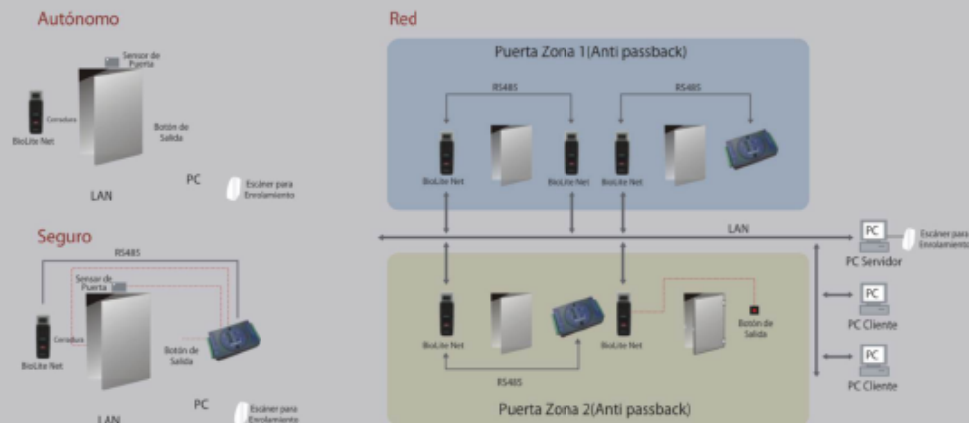 Autónomo
Sensor de
Puerta
Cerradura
BioLite Net
Botón de
Salida
PC
LAN
Escáner para
Enrolamiento
Seguro
RS485
Sensor de
Puerta
Cerradura
BioLite Net
Botón de
Salida
PC
LAN
Escáner para
Enrolamiento
Red
Puerta Zona 1(Anti passback)
RS485
RS485
BioLite Net
BioLite Net
BioLite Net
LAN
PC
PC Servidor
Escáner para
Enrolamiento
PC
PC Cliente
PC
PC Cliente
BioLite Net
BioLite Net
Botón de
Salida
RS485
Puerta Zona 2(Anti passback)